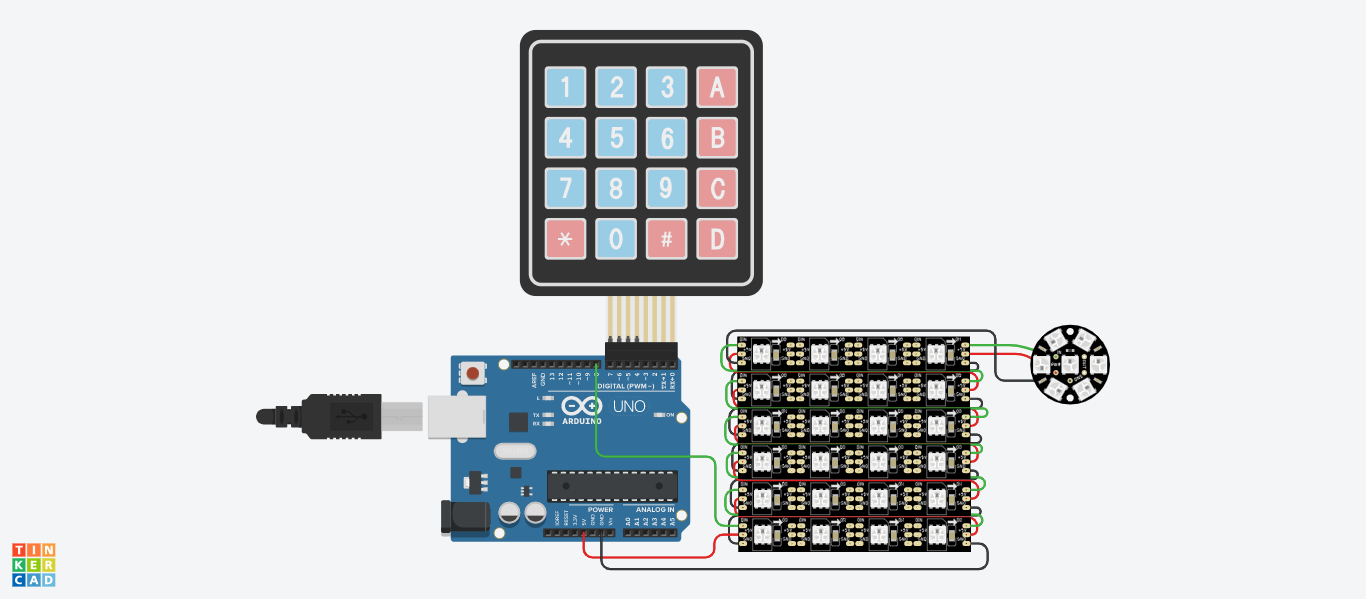 1 2 3 A
4 5 6 B
7 8 9 C
* 0 # D
AREF
GND
13
12
~11
~10
~9
8
7
~6
~5
4
~3
2
TX→1
RX←0
DIGITAL (PWM~)
L
TX
RX
ARDUINO
UNO
ON
POWER
ANALOG IN
IOREF
RESET
3.3V
5V
GND
GND
Vin
A0
A1
A2
A3
A4
A5
TIN
KER
CAD